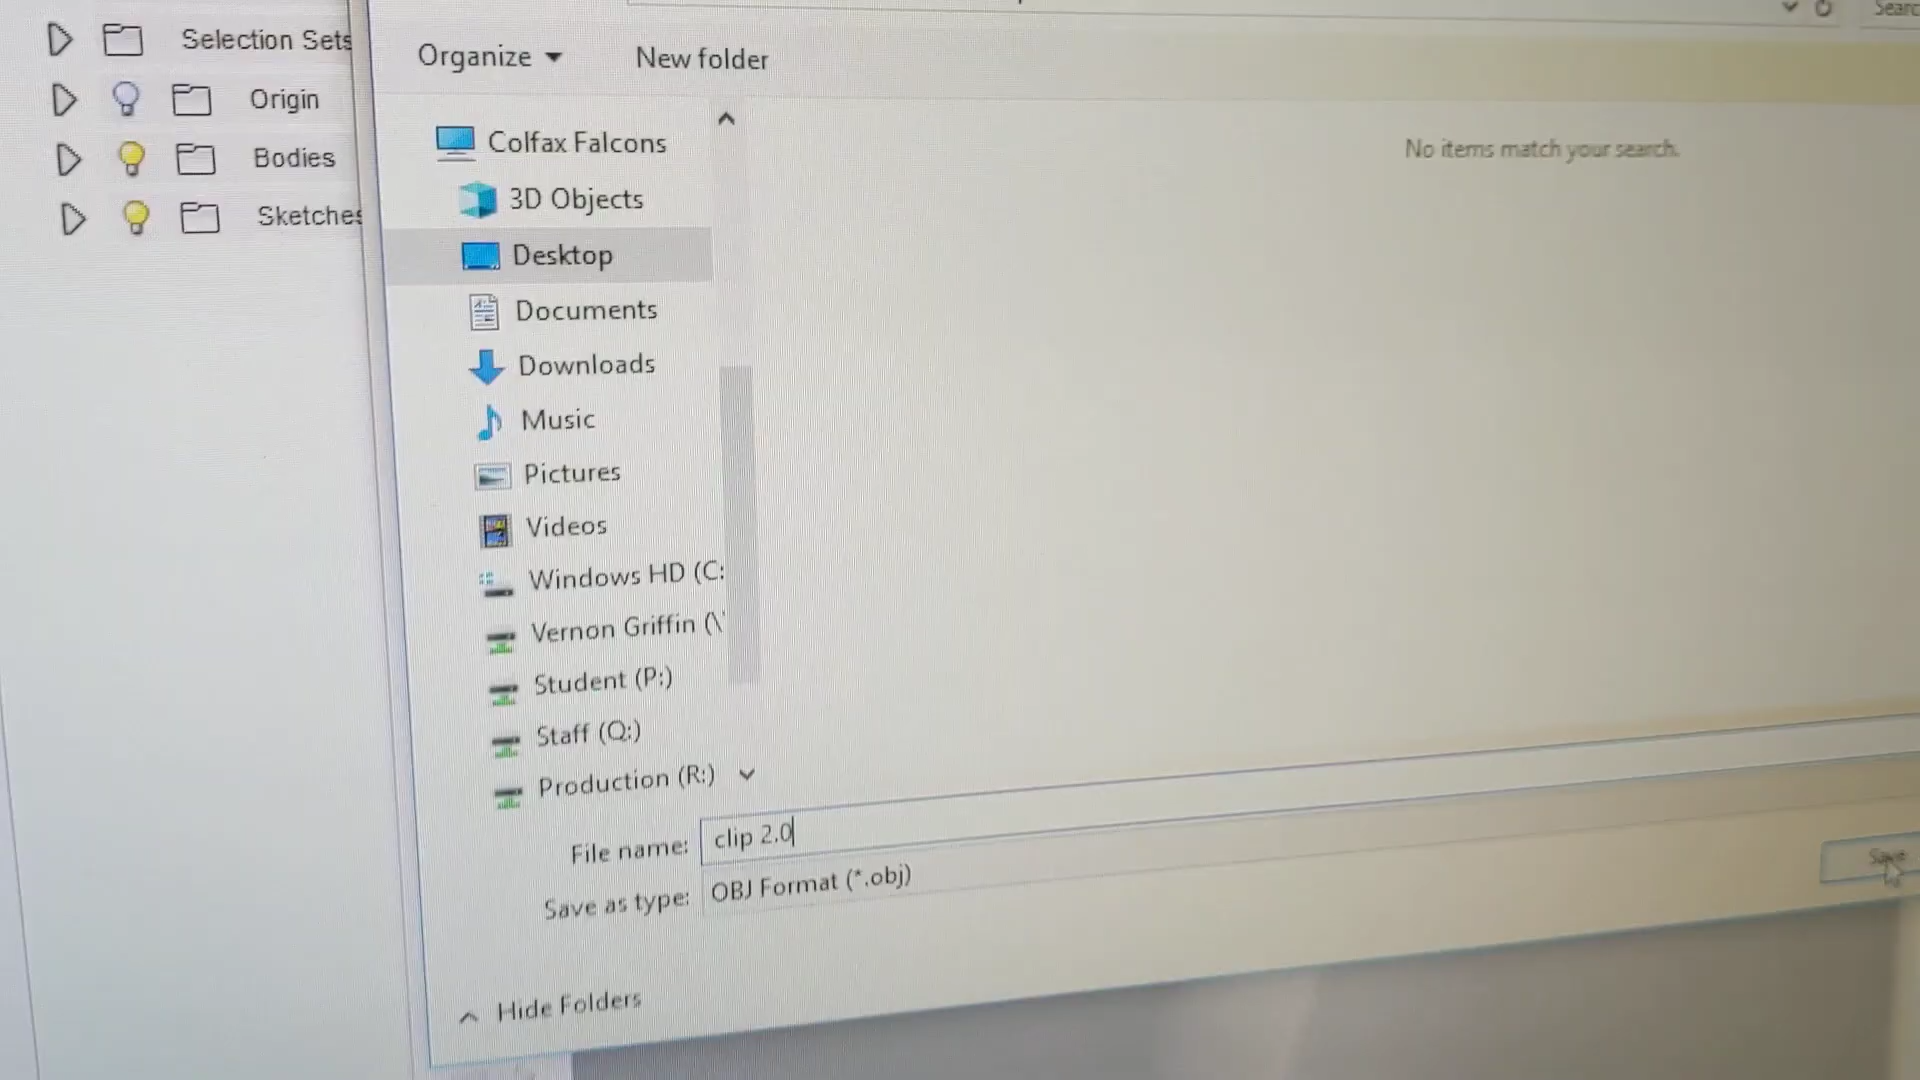 Selection Sets
Origin
Bodies
Sketches
Searc
Organize
New folder
Colfax Falcons
3D Objects
Desktop
Documents
Downloads
Music
Pictures
Videos
Windows HD (C:
Vernon Griffin (\
Student (P:)
Staff (Q:)
Production (R:)
No items match your search.
File name: clip 2.0
Save as type: OBJ Format (*.obj)
Save
Hide Folders